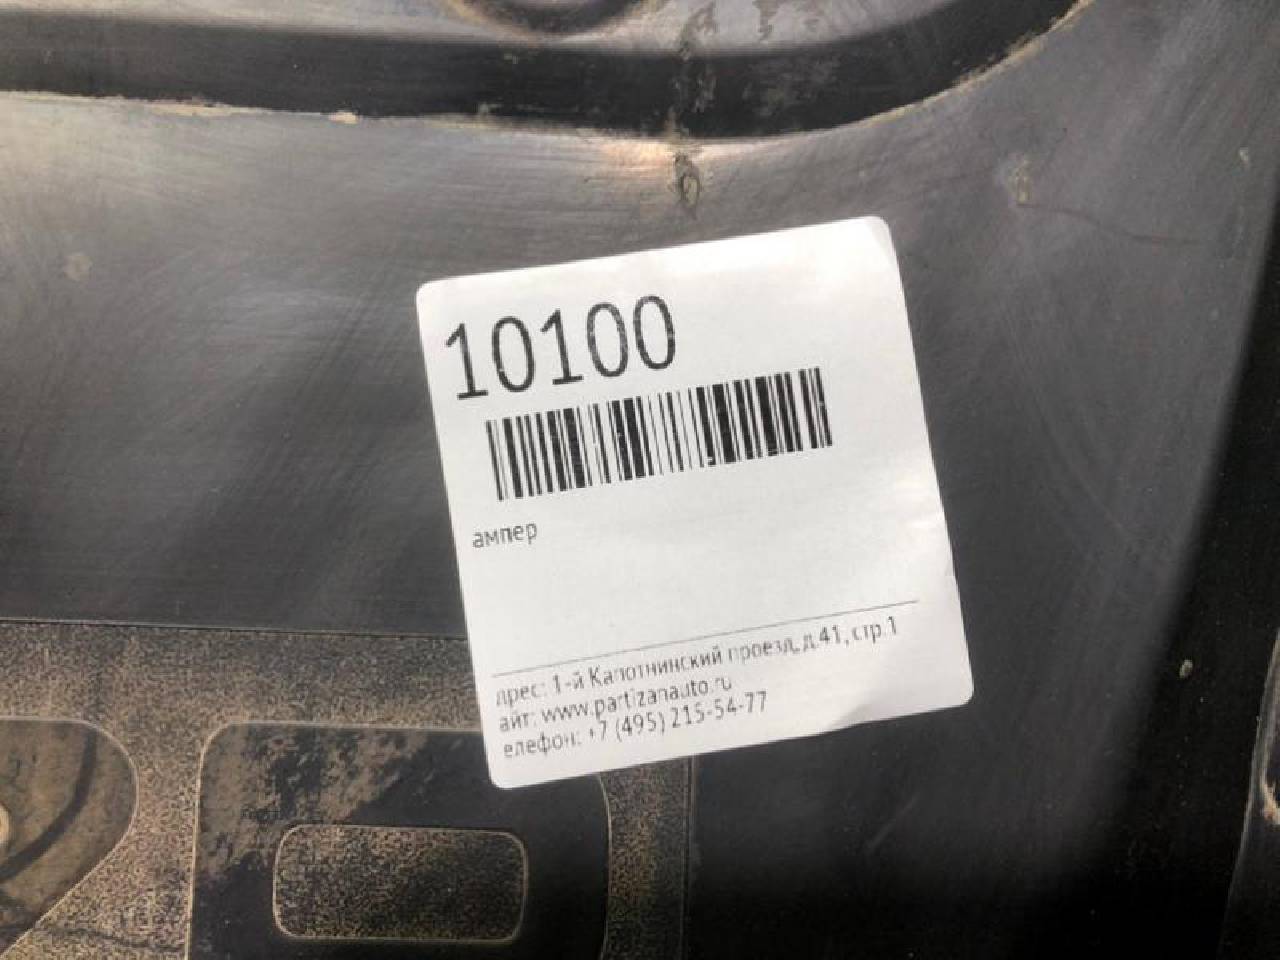 10100
ампер
дрес: 1-й Капотнинский проезд, д.41, стр.1
айт: www.partizanauto.ru
елефон: +7 (495) 215-54-77